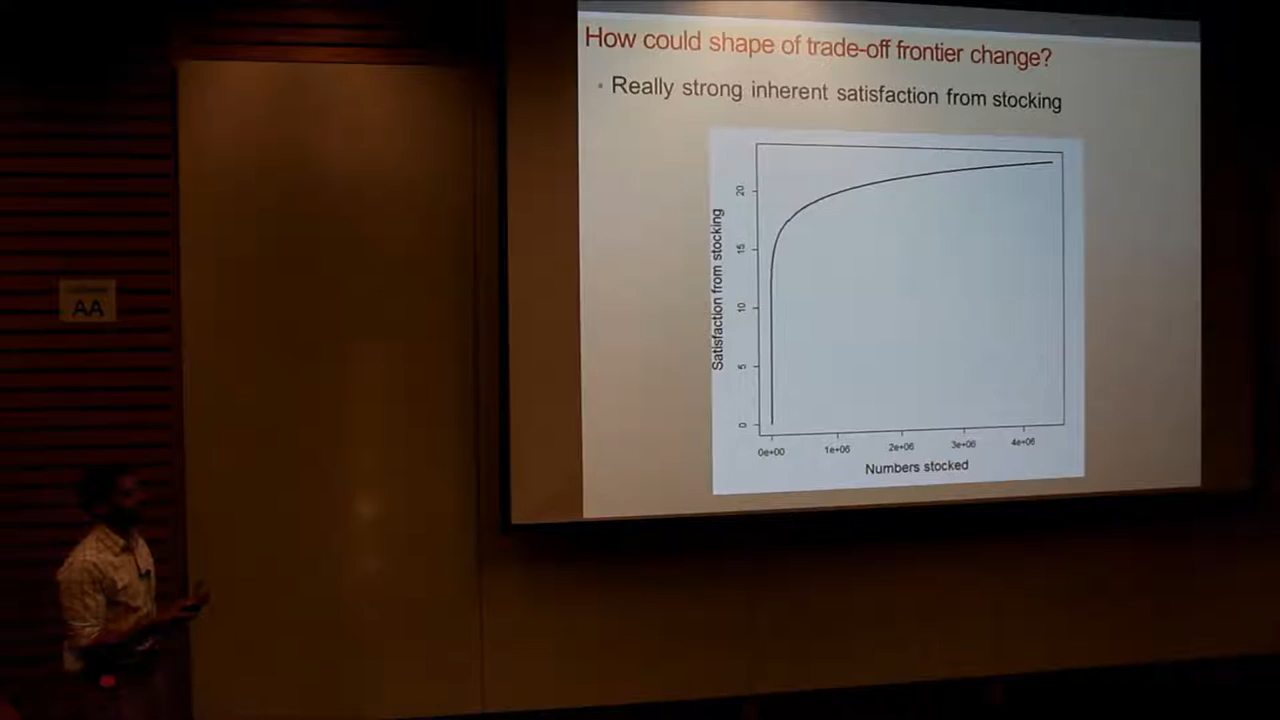 How could shape of trade-off frontier change?
• Really strong inherent satisfaction from stocking
Satisfaction from stocking
20
15
10
5
0
0e+00 1e+06 2e+06 3e+06 4e+06
Numbers stocked
AA